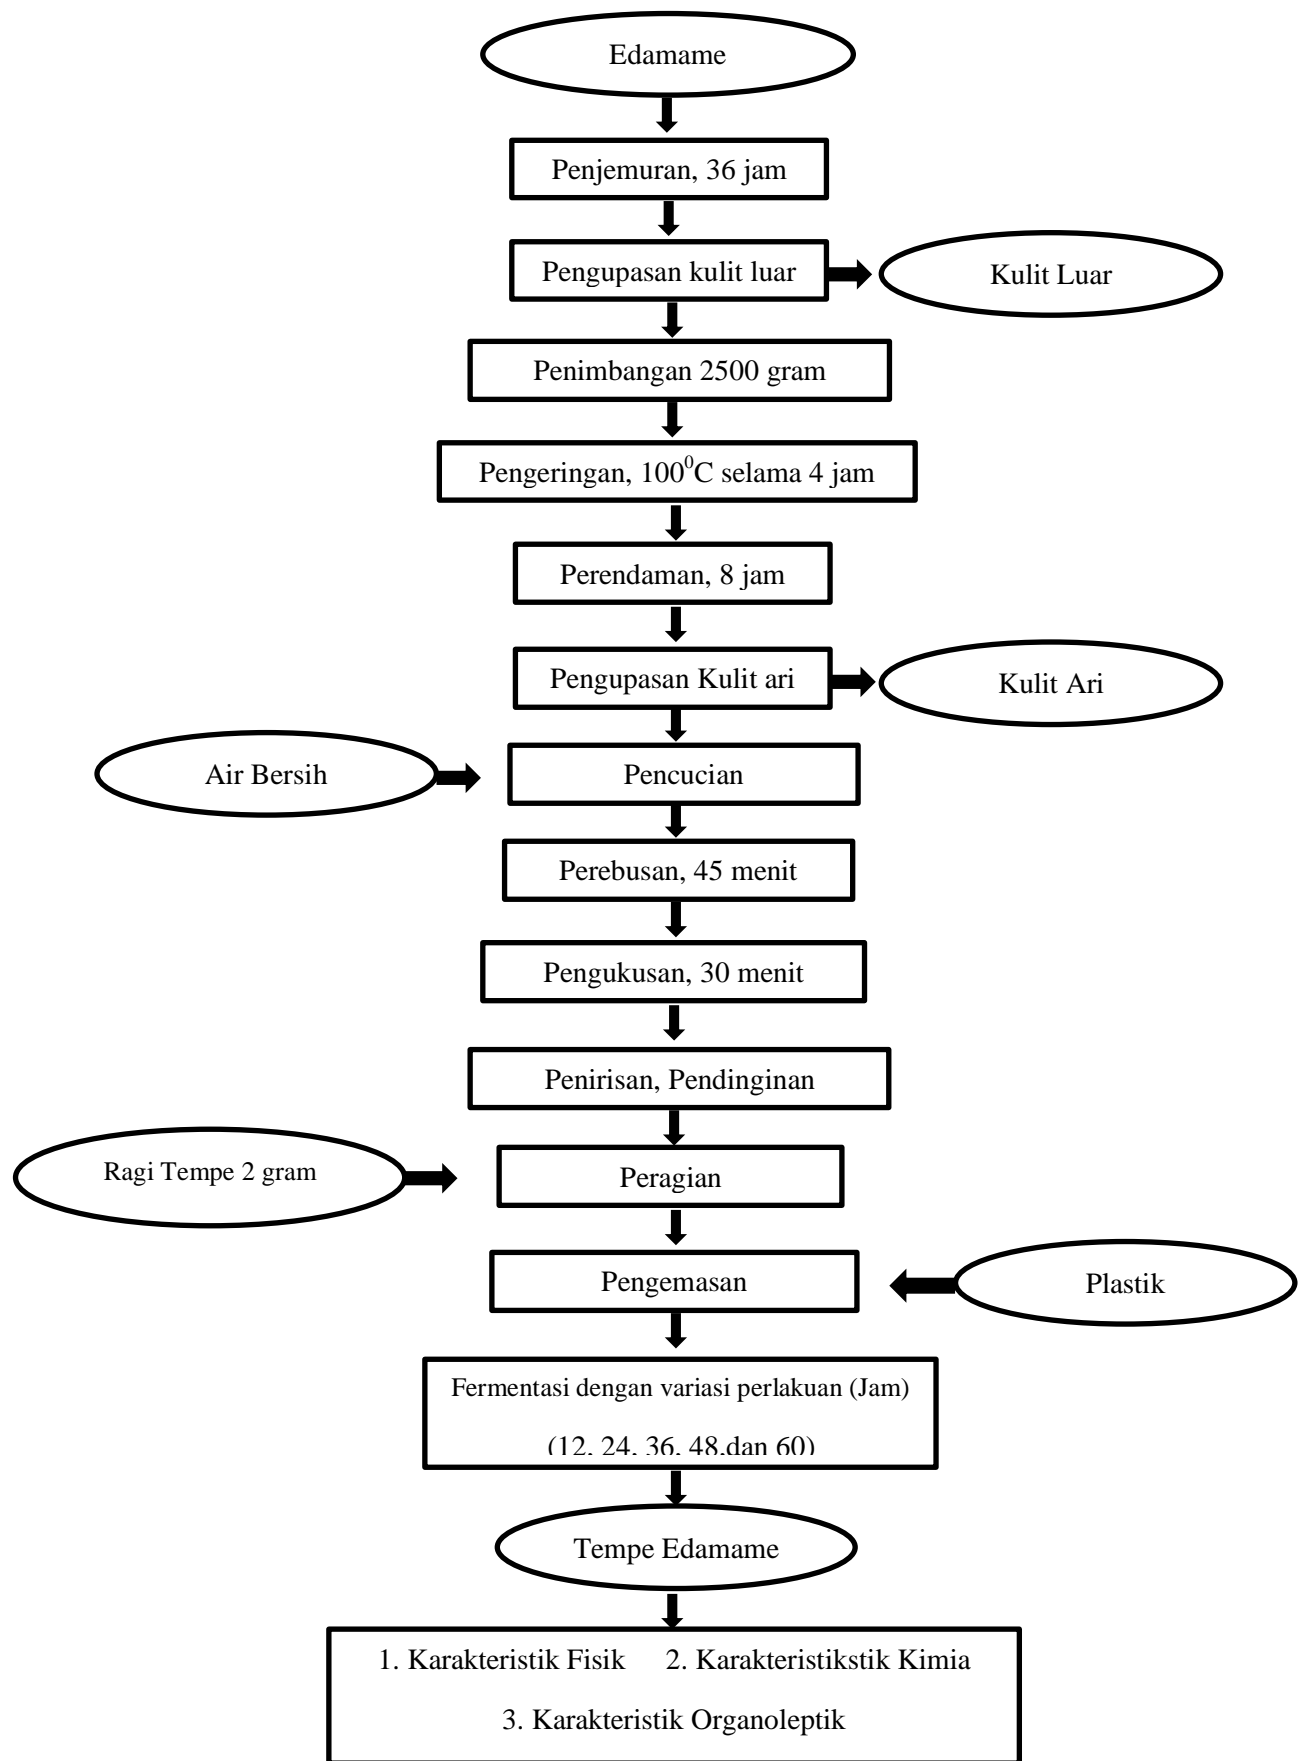 Edamame
Penjemuran, 36 jam
Pengupasan kulit luar
Kulit Luar
Penimbangan 2500 gram
Pengeringan, 100⁰C selama 4 jam
Perendaman, 8 jam
Pengupasan Kulit ari
Kulit Ari
Air Bersih
Pencucian
Perebusan, 45 menit
Pengukusan, 30 menit
Penirisan, Pendinginan
Ragi Tempe 2 gram
Peragian
Pengemasan
Plastik
Fermentasi dengan variasi perlakuan (Jam)
(12, 24, 36, 48,dan 60)
Tempe Edamame
1. Karakteristik Fisik 2. Karakteristikstik Kimia
3. Karakteristik Organoleptik